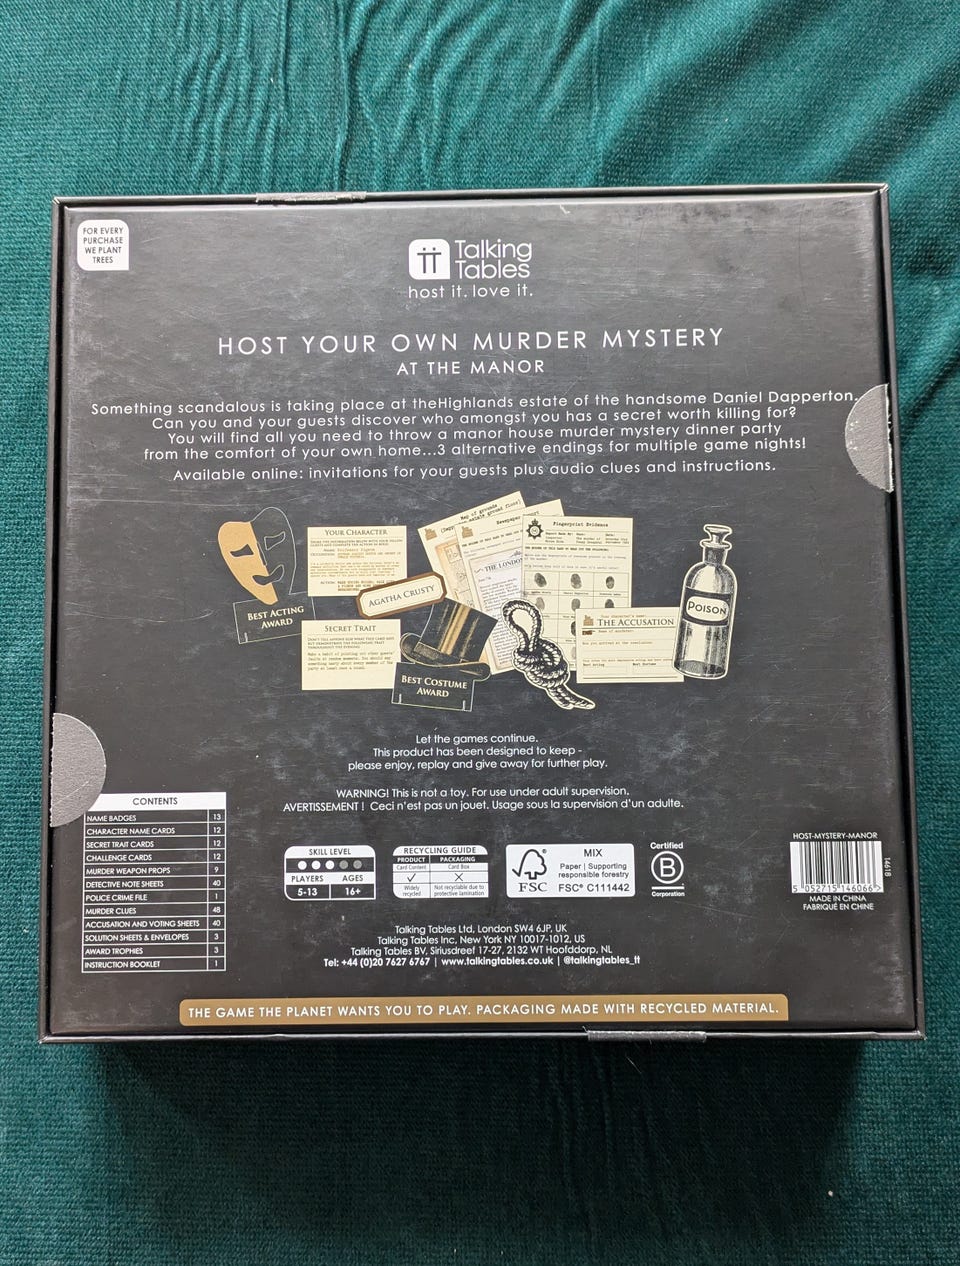 FOR EVERY
PURCHASE
WE PLANT
TREES
Talking
Tables
host it. love it.
HOST YOUR OWN MURDER MYSTERY
AT THE MANOR
Something scandalous is taking place at theHighlands estate of the handsome Daniel Dapperton.
Can you and your guests discover who amongst you has a secret worth killing for?
You will find all you need to throw a manor house murder mystery dinner party
from the comfort of your own home...3 alternative endings for multiple game nights!
Available online: invitations for your guests plus audio clues and instructions.
BEST ACTING
AWARD
YOUR CHARACTER
AGATHA CRUSTY
SECRET TRAIT
BEST COSTUME
AWARD
Map of grounds
Newspaper
THE LONDON
Fingerprint Evidence
THE ACCUSATION
Name of murderer:
Best Acting
Best Costume
POISON
Let the games continue.
This product has been designed to keep -
please enjoy, replay and give away for further play.
WARNING! This is not a toy. For use under adult supervision.
AVERTISSEMENT ! Ceci n'est pas un jouet. Usage sous la supervision d'un adulte.
CONTENTS
NAME BADGES 13
CHARACTER NAME CARDS 12
SECRET TRAIT CARDS 12
CHALLENGE CARDS 12
MURDER WEAPON PROPS 9
DETECTIVE NOTE SHEETS 40
POLICE CRIME FILE 1
MURDER CLUES 48
ACCUSATION AND VOTING SHEETS 40
SOLUTION SHEETS & ENVELOPES 3
AWARD TROPHIES 3
INSTRUCTION BOOKLET 1
SKILL LEVEL
PLAYERS AGES
5-13 16+
RECYCLING GUIDE
PRODUCT PACKAGING
Card Content Card Box
Widely recycled
Not recyclable due to protective lamination
FSC
MIX
Paper | Supporting
responsible forestry
FSC® C111442
Certified
B
Corporation
HOST-MYSTERY-MANOR
14618
5 052715 146066 >
MADE IN CHINA
FABRIQUÉ EN CHINE
Talking Tables Ltd, London SW4 6JP, UK
Talking Tables Inc, New York NY 10017-1012, US
Talking Tables BV, Siriusdreef 17-27, 2132 WT Hoofddorp, NL
Tel: +44 (0)20 7627 6767 | www.talkingtables.co.uk | @talkingtables_tt
THE GAME THE PLANET WANTS YOU TO PLAY. PACKAGING MADE WITH RECYCLED MATERIAL.